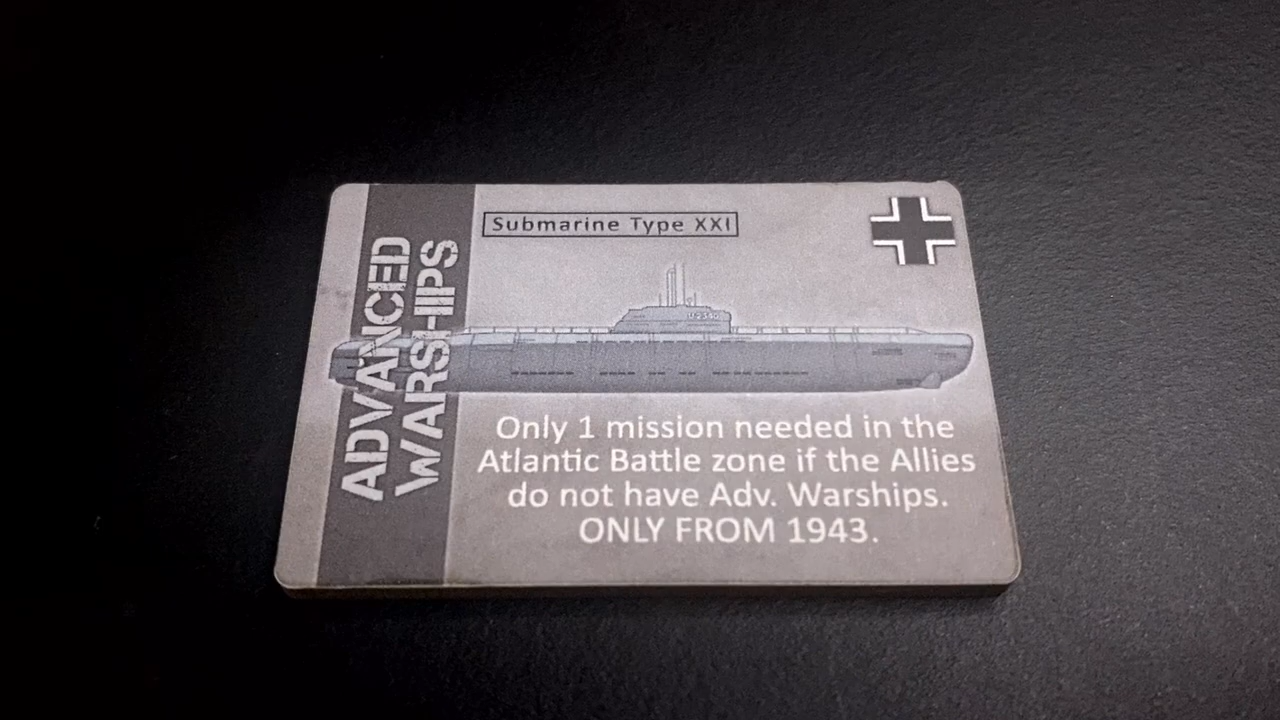 ADVANCED
WARSHIPS
Submarine Type XXI
Only 1 mission needed in the
Atlantic Battle zone if the Allies
do not have Adv. Warships.
ONLY FROM 1943.